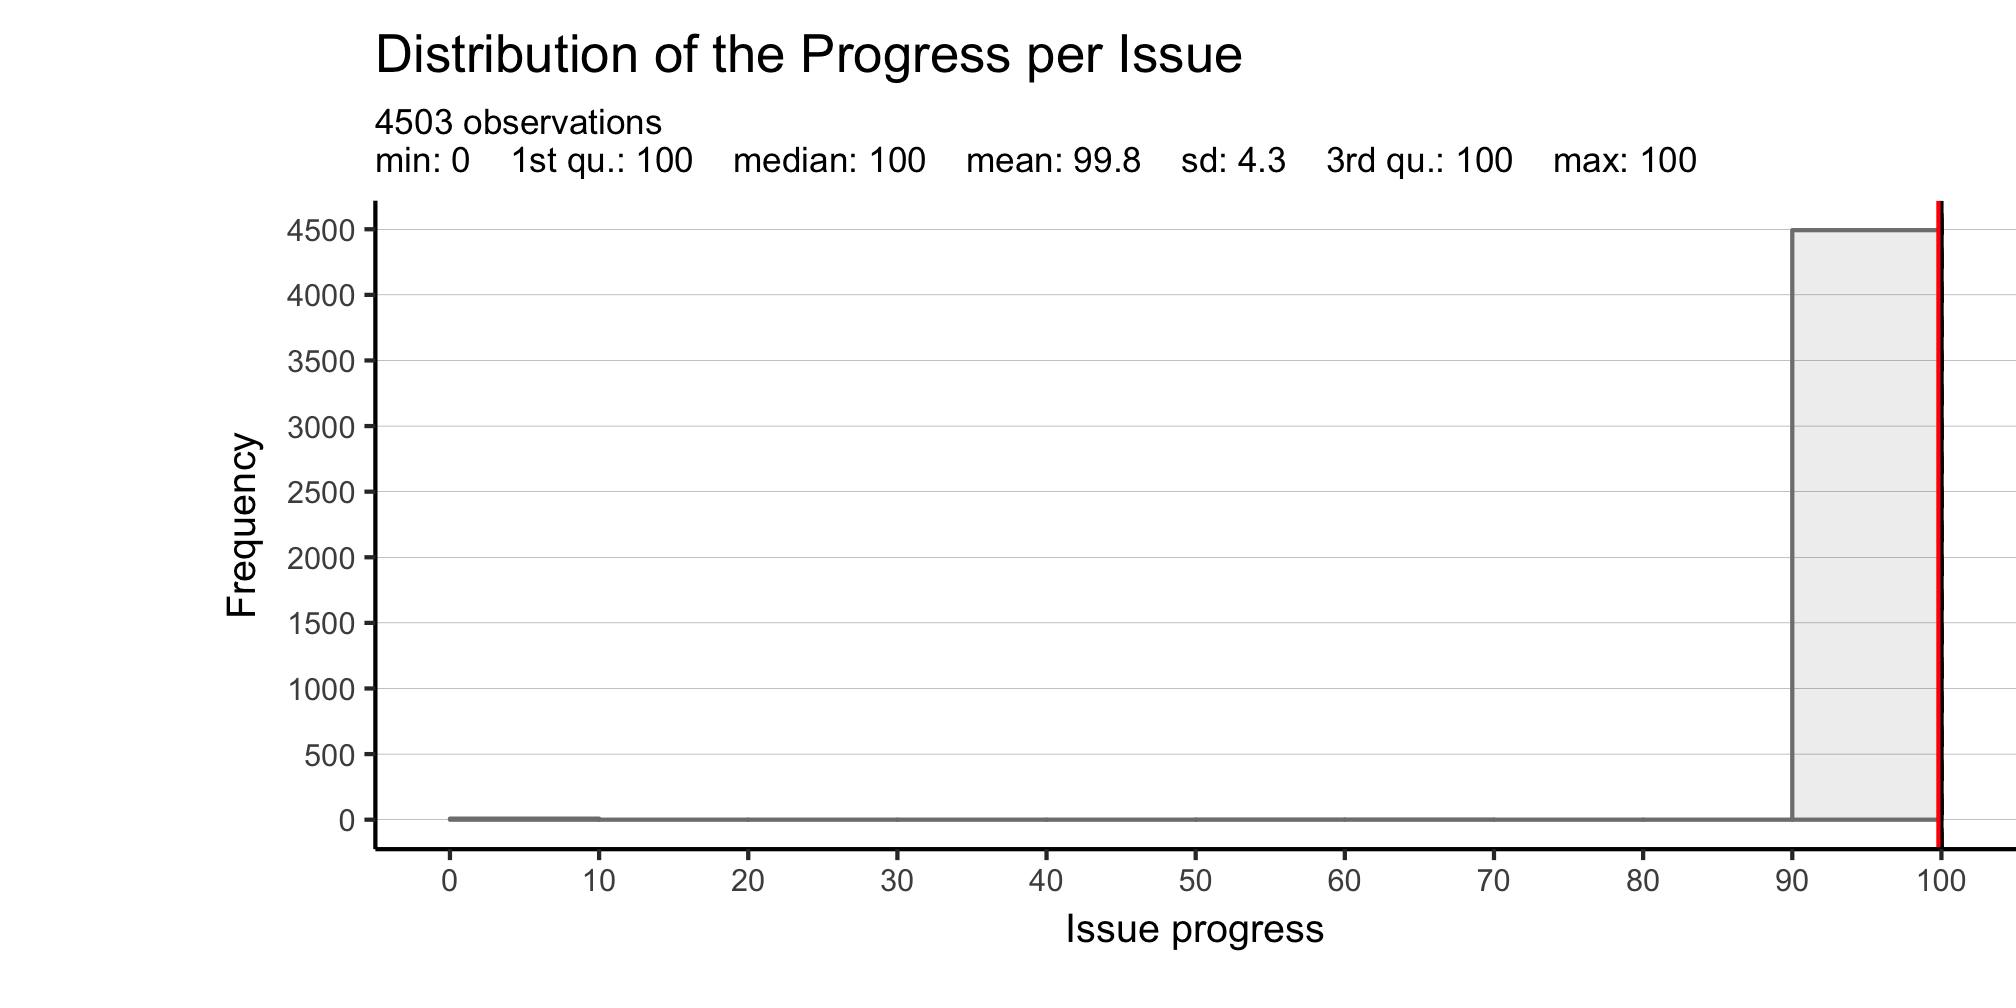 Distribution of the Progress per Issue
4503 observations
min: 0 1st qu.: 100 median: 100 mean: 99.8 sd: 4.3 3rd qu.: 100 max: 100
4500
4000
3500
3000
2500
2000
1500
1000
500
0
Frequency
0 10 20 30 40 50 60 70 80 90 100
Issue progress